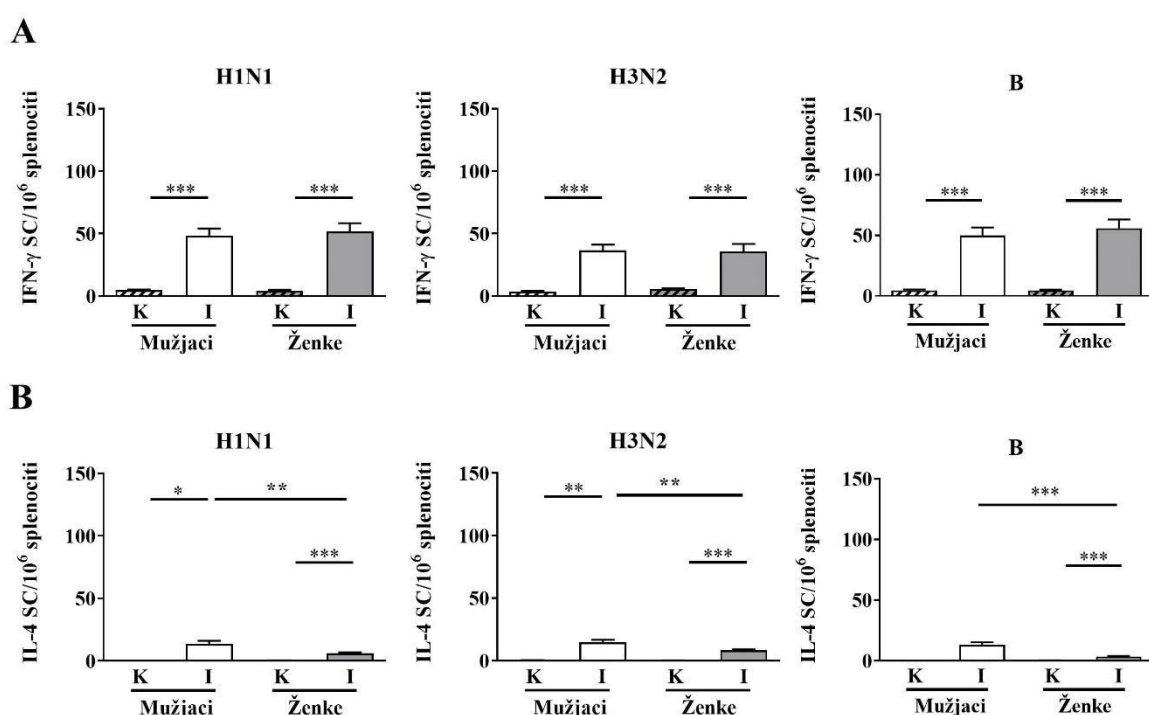 A
H1N1
IFN-γ SC/10⁶ splenociti
150
100
50
0
***
***
K I K I
Mužjaci Ženke
H3N2
IFN-γ SC/10⁶ splenociti
150
100
50
0
***
***
K I K I
Mužjaci Ženke
B
IFN-γ SC/10⁶ splenociti
150
100
50
0
***
***
K I K I
Mužjaci Ženke
B
H1N1
IL-4 SC/10⁶ splenociti
150
100
50
0
*
**
***
K I K I
Mužjaci Ženke
H3N2
IL-4 SC/10⁶ splenociti
150
100
50
0
**
**
***
K I K I
Mužjaci Ženke
B
IL-4 SC/10⁶ splenociti
150
100
50
0
***
***
K I K I
Mužjaci Ženke